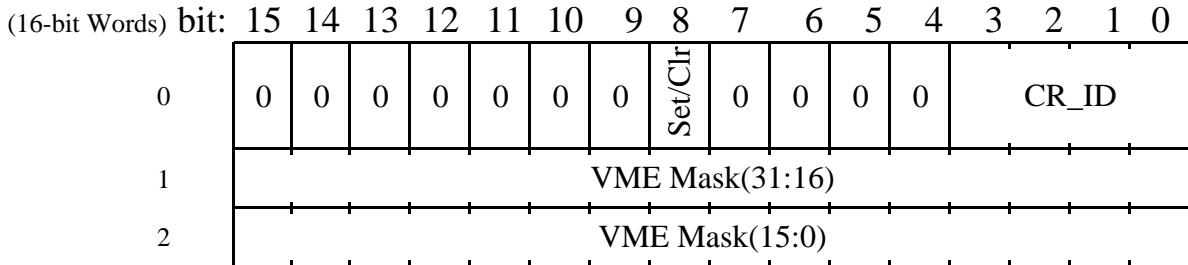 (16-bit Words) bit: 15 14 13 12 11 10 9 8 7 6 5 4 3 2 1 0
0 0 0 0 0 0 0 0 Set/Clr 0 0 0 0 CR_ID
1 VME Mask(31:16)
2 VME Mask(15:0)